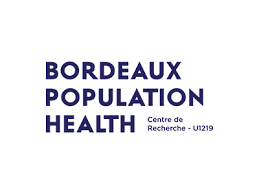 BORDEAUX
POPULATION
HEALTH
Centre de
Recherche - U1219